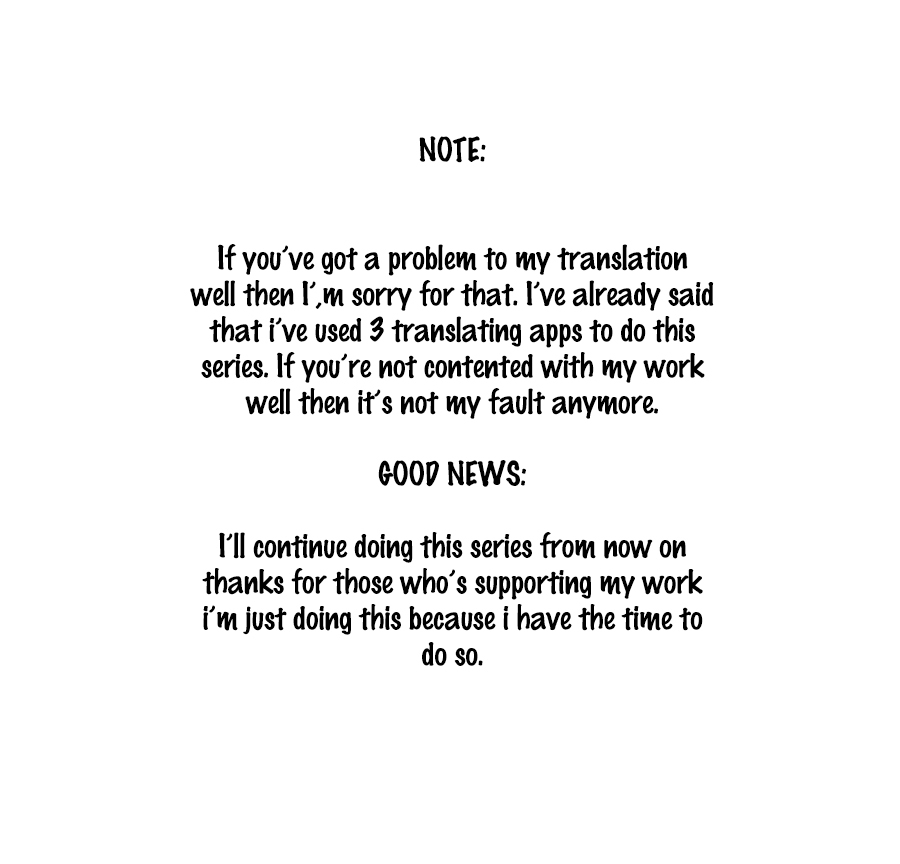 NOTE:
If you've got a problem to my translation
well then I',m sorry for that. I've already said
that i've used 3 translating apps to do this
series. If you're not contented with my work
well then it's not my fault anymore.
GOOD NEWS:
I'll continue doing this series from now on
thanks for those who's supporting my work
i'm just doing this because i have the time to
do so.